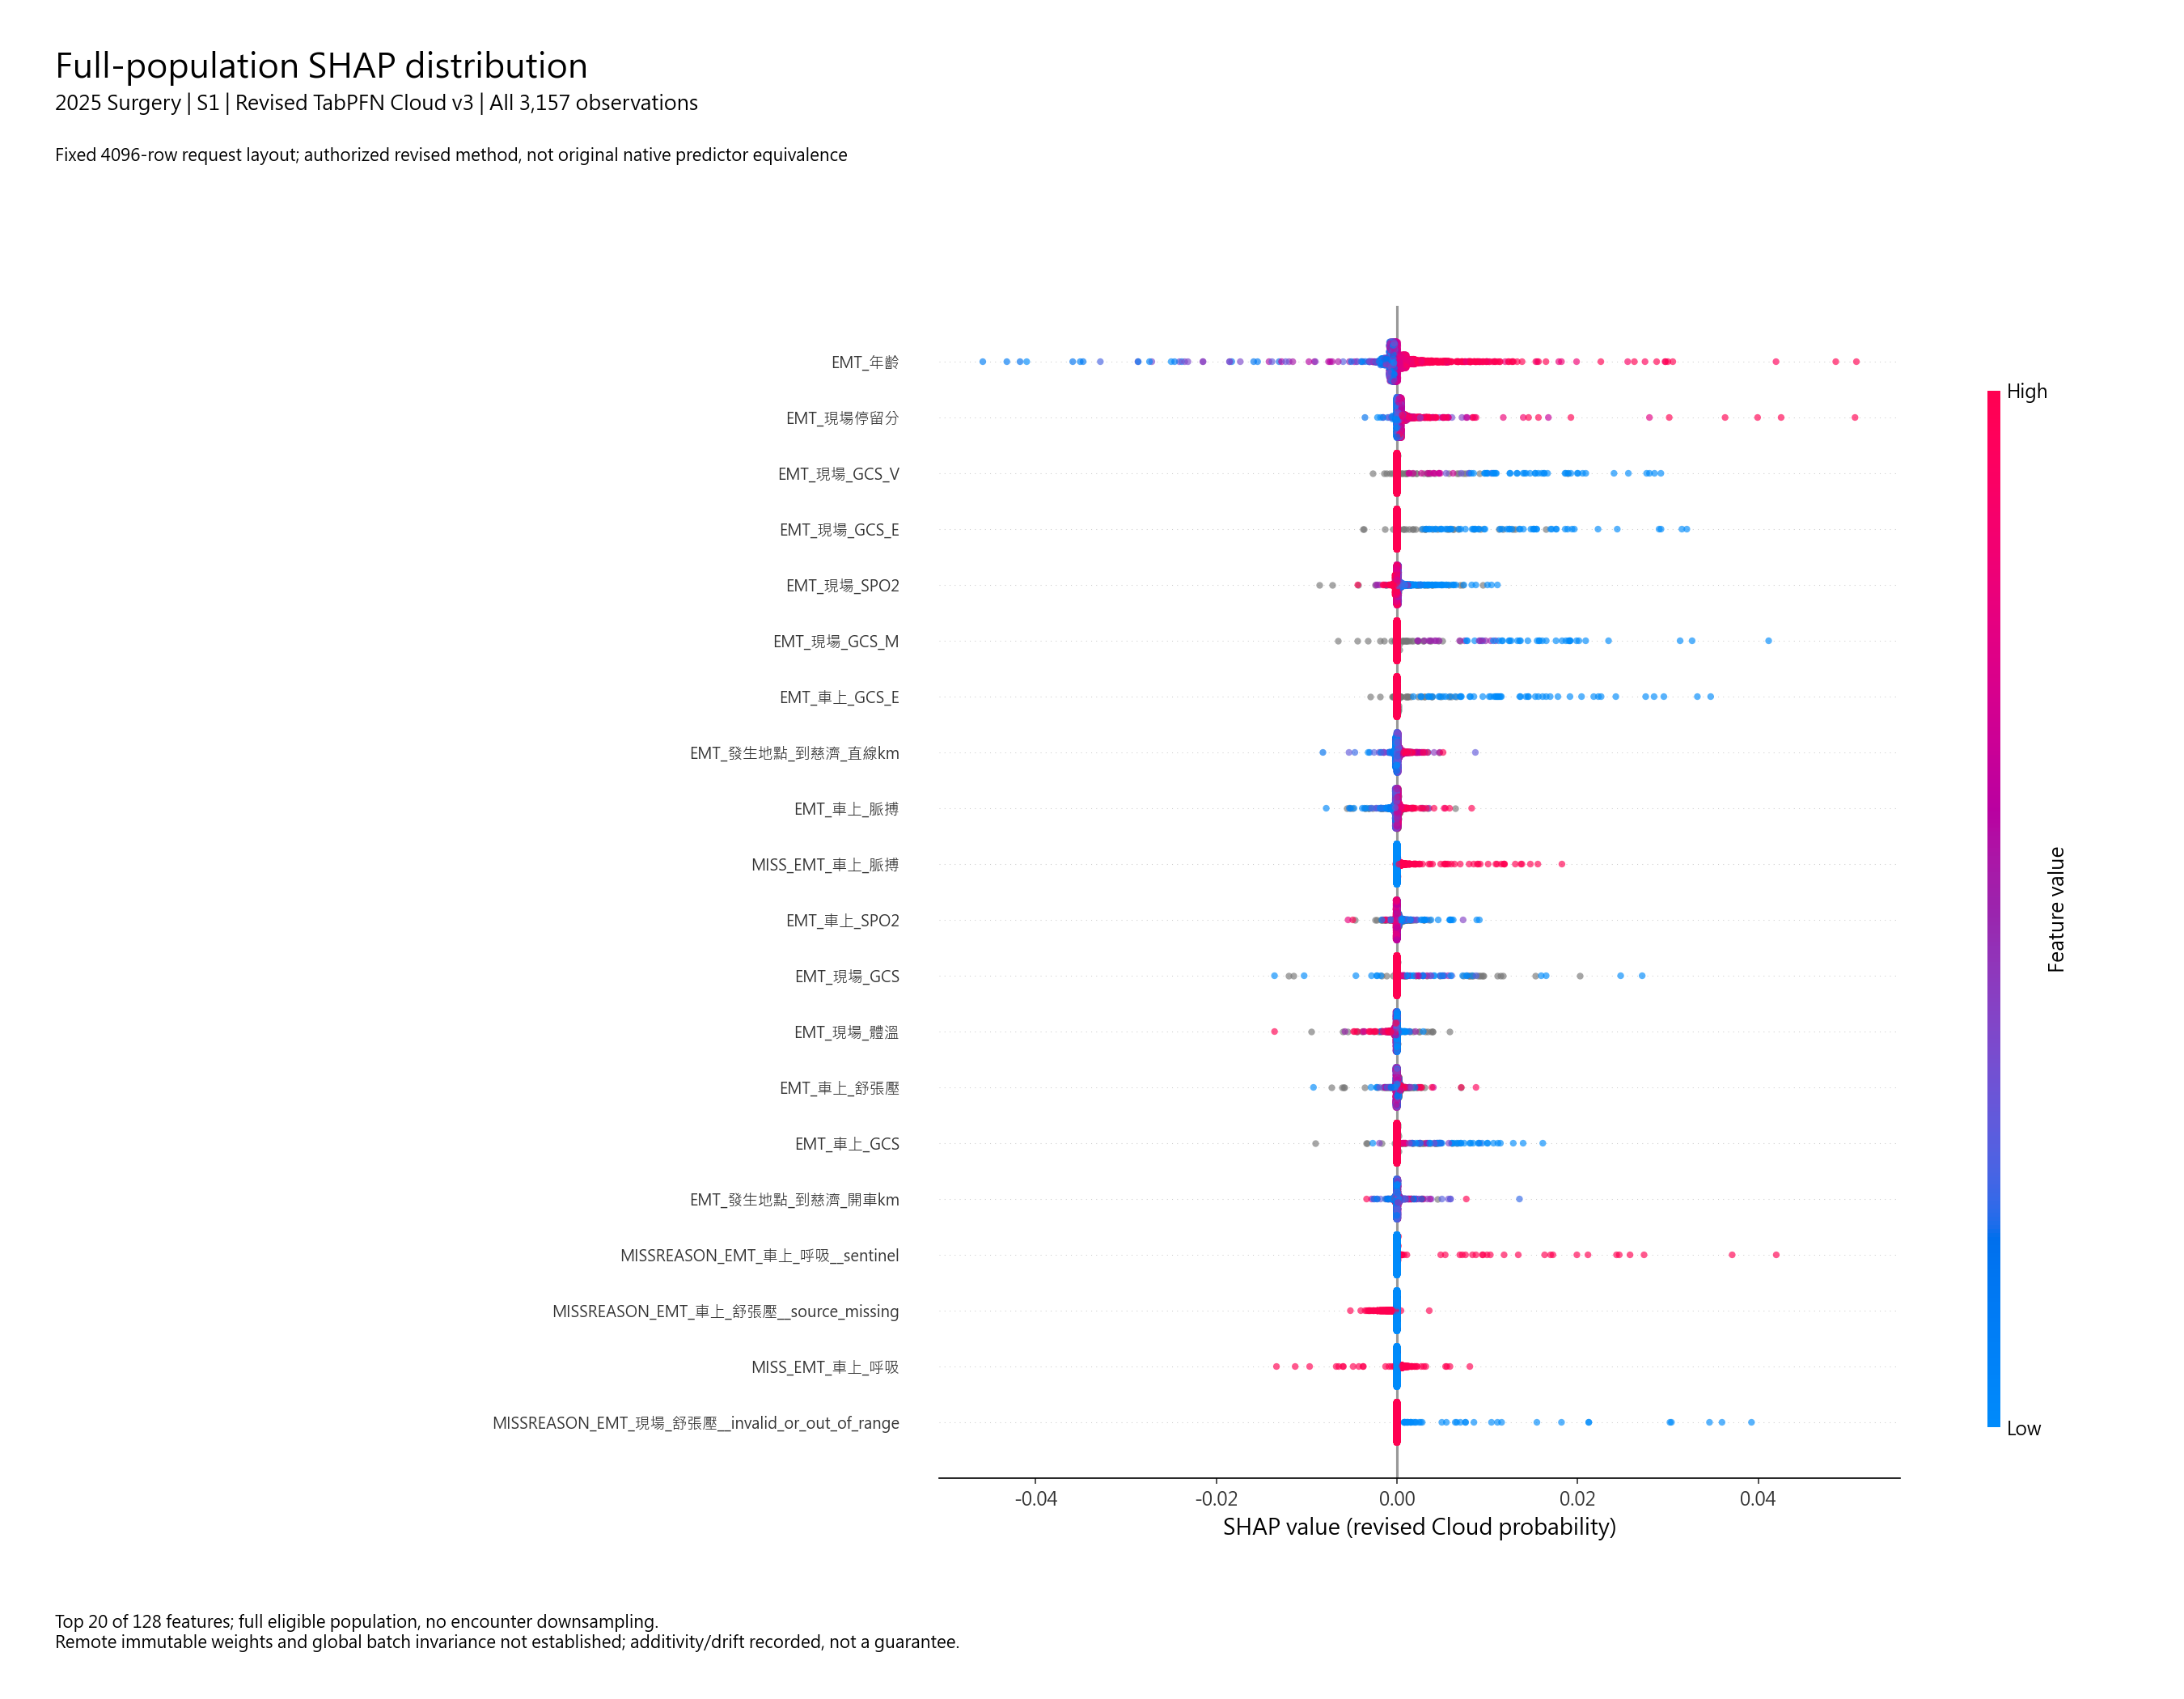 Full-population SHAP distribution
2025 Surgery | S1 | Revised TabPFN Cloud v3 | All 3,157 observations
Fixed 4096-row request layout; authorized revised method, not original native predictor equivalence
EMT_年齡
EMT_現場停留分
EMT_現場_GCS_V
EMT_現場_GCS_E
EMT_現場_SPO2
EMT_現場_GCS_M
EMT_車上_GCS_E
EMT_發生地點_到慈濟_直線km
EMT_車上_脈搏
MISS_EMT_車上_脈搏
EMT_車上_SPO2
EMT_現場_GCS
EMT_現場_體溫
EMT_車上_舒張壓
EMT_車上_GCS
EMT_發生地點_到慈濟_開車km
MISSREASON_EMT_車上_呼吸__sentinel
MISSREASON_EMT_車上_舒張壓__source_missing
MISS_EMT_車上_呼吸
MISSREASON_EMT_現場_舒張壓__invalid_or_out_of_range
-0.04 -0.02 0.00 0.02 0.04
SHAP value (revised Cloud probability)
High
Feature value
Low
Top 20 of 128 features; full eligible population, no encounter downsampling.
Remote immutable weights and global batch invariance not established; additivity/drift recorded, not a guarantee.